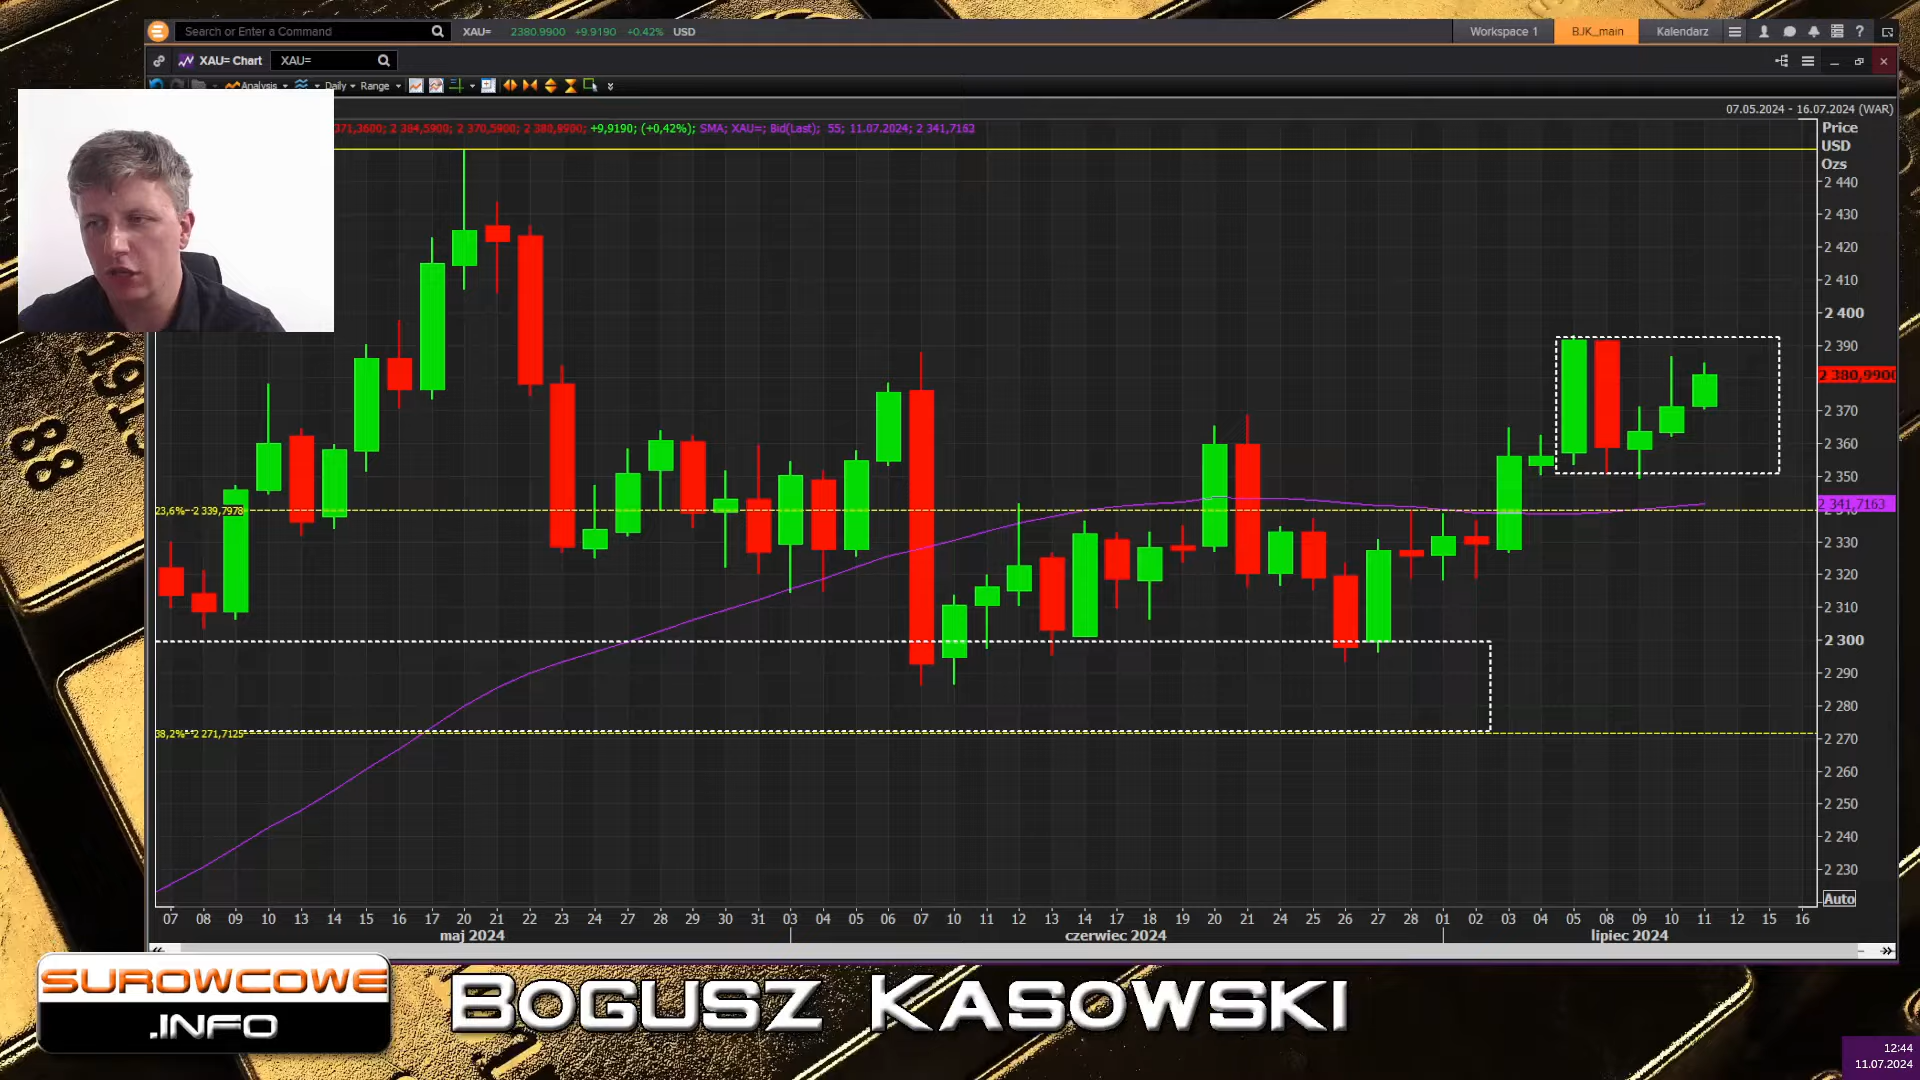 Search or Enter a Command XAU= 2380.9900 +9.9190 +0.42% USD Workspace 1 BJK_main Kalendarz ?
XAU= Chart XAU=
Analysis Daily Range
07.05.2024 - 16.07.2024 (WAR)
371,3600; 2 384,5900; 2 370,5900; 2 380,9900; +9,9190; (+0,42%); SMA; XAU=; Bid(Last); 55; 11.07.2024; 2 341,7163
Price
USD
Ozs
2 440
2 430
2 420
2 410
2 400
2 390
2 380,9900
2 370
2 360
2 350
2 341,7163
2 340
2 330
2 320
2 310
2 300
2 290
2 280
2 270
2 260
2 250
2 240
2 230
Auto
23,6%- 2 339,7978
38,2%- 2 271,7125
07 08 09 10 13 14 15 16 17 20 21 22 23 24 27 28 29 30 31 03 04 05 06 07 10 11 12 13 14 17 18 19 20 21 24 25 26 27 28 01 02 03 04 05 08 09 10 11 12 15 16
maj 2024 czerwiec 2024 lipiec 2024
SUROWCOWE
.INFO
BOGUSZ KASOWSKI
12:44
11.07.2024
88